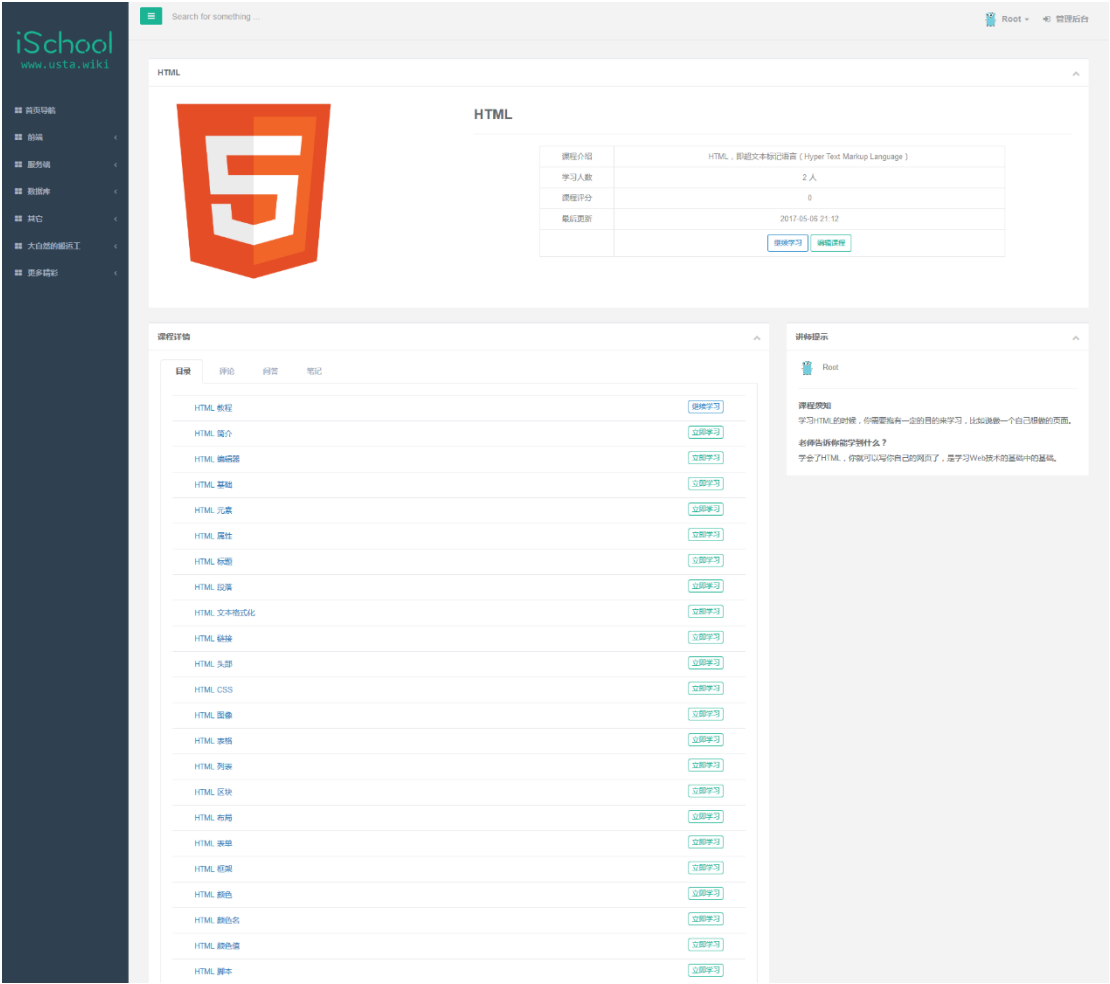 iSchool
www.usta.wiki
首页导航
前端
服务端
数据库
其它
大自然的搬运工
更多精彩
Search for something ...
Root
管理后台
HTML
HTML
课程介绍 HTML，即超文本标记语言（Hyper Text Markup Language）
学习人数 2 人
课程评分 0
最后更新 2017-05-06 21:12
继续学习 编辑课程
课程详情
目录 评论 问答 笔记
HTML 教程 继续学习
HTML 简介 立即学习
HTML 编辑器 立即学习
HTML 基础 立即学习
HTML 元素 立即学习
HTML 属性 立即学习
HTML 标题 立即学习
HTML 段落 立即学习
HTML 文本格式化 立即学习
HTML 链接 立即学习
HTML 头部 立即学习
HTML CSS 立即学习
HTML 图像 立即学习
HTML 表格 立即学习
HTML 列表 立即学习
HTML 区块 立即学习
HTML 布局 立即学习
HTML 表单 立即学习
HTML 框架 立即学习
HTML 颜色 立即学习
HTML 颜色名 立即学习
HTML 颜色值 立即学习
HTML 脚本 立即学习
讲师提示
Root
课程须知
学习HTML的时候，你需要抱有一定的目的来学习，比如说做一个自己想做的页面。
老师告诉你能学到什么？
学会了HTML，你就可以写你自己的网页了，是学习Web技术的基础中的基础。